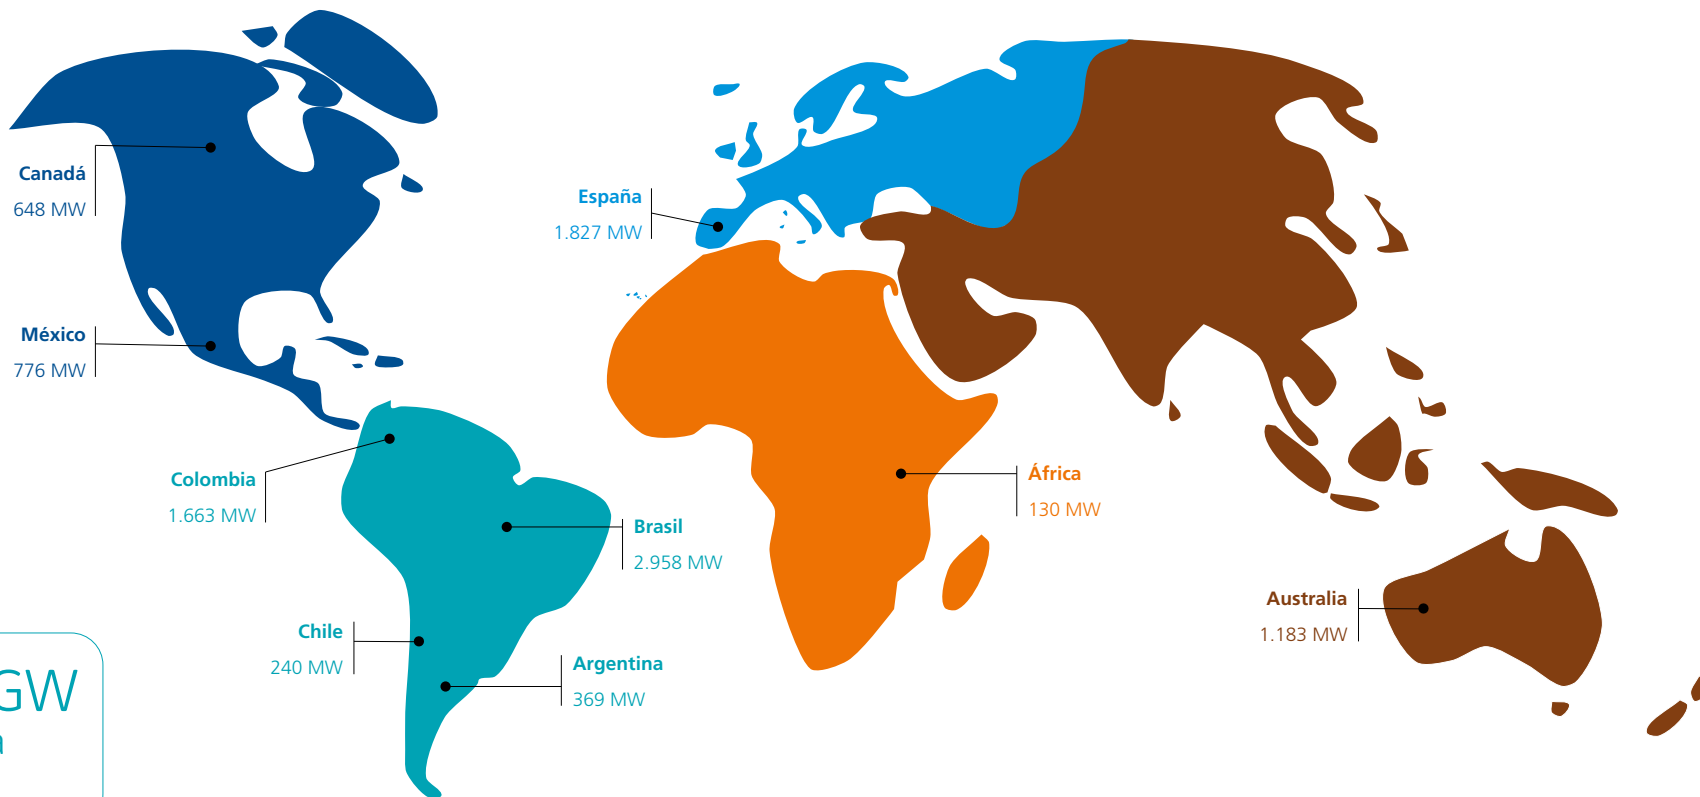 Canadá
648 MW
México
776 MW
España
1.827 MW
Colombia
1.663 MW
Brasil
2.958 MW
África
130 MW
Chile
240 MW
Argentina
369 MW
Australia
1.183 MW
GW
a